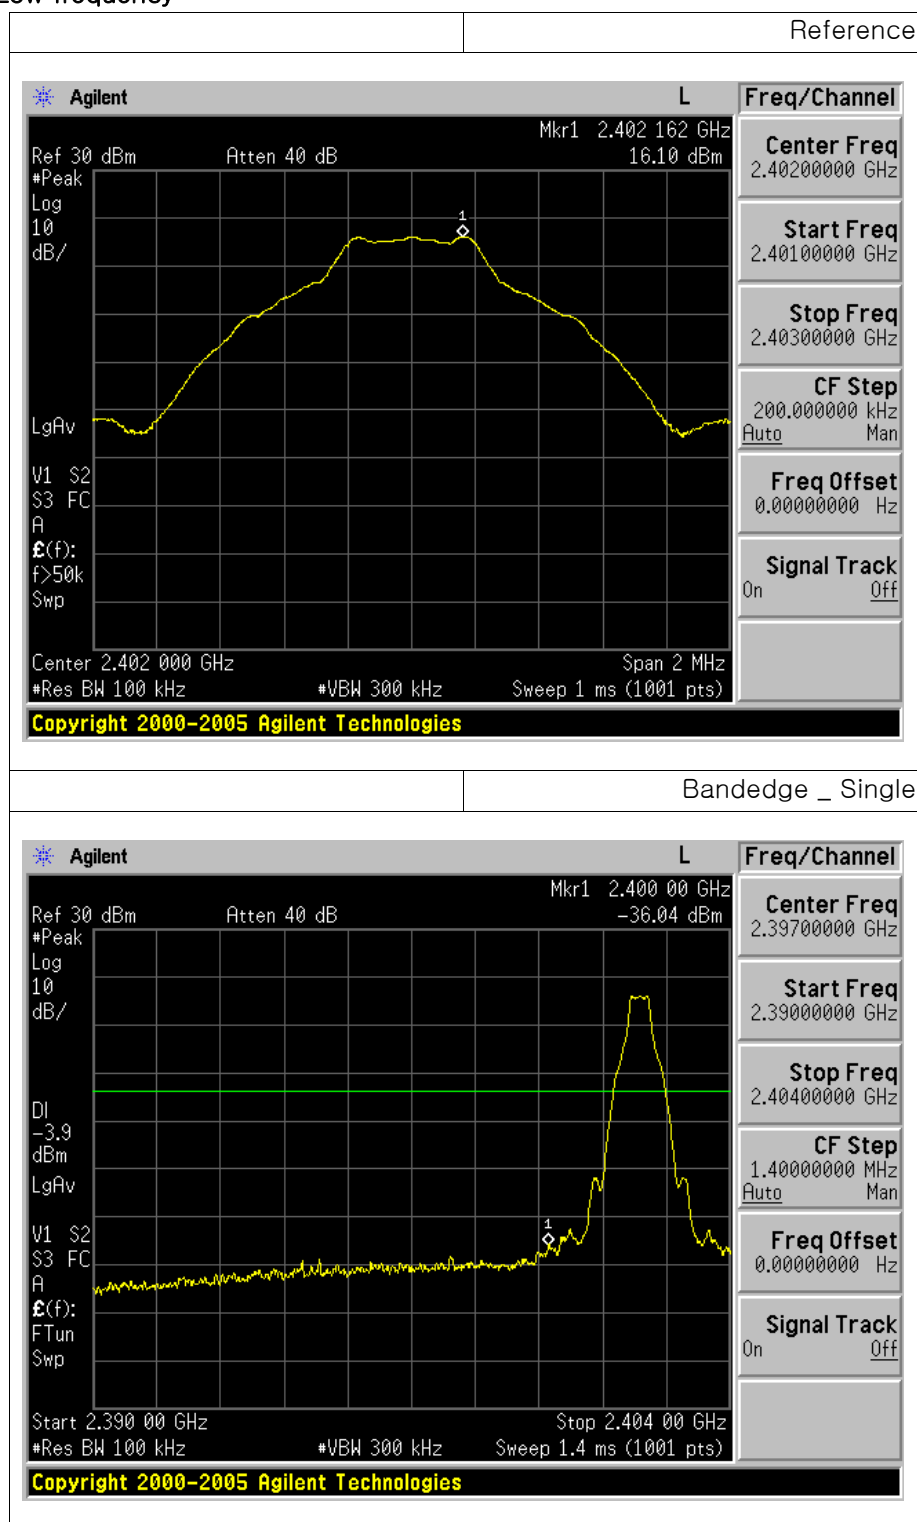 Low frequency
Reference
Agilent L
Freq/Channel
Mkr1 2.402 162 GHz
Ref 30 dBm Atten 40 dB 16.10 dBm
#Peak
Log
10
dB/
1
LgAv
V1 S2
S3 FC
A
£(f):
f>50k
Swp
Center 2.402 000 GHz Span 2 MHz
#Res BW 100 kHz #VBW 300 kHz Sweep 1 ms (1001 pts)
Copyright 2000-2005 Agilent Technologies
Center Freq
2.40200000 GHz
Start Freq
2.40100000 GHz
Stop Freq
2.40300000 GHz
CF Step
200.000000 kHz
Auto Man
Freq Offset
0.00000000 Hz
Signal Track
On Off
Bandedge _ Single
Agilent L
Freq/Channel
Mkr1 2.400 00 GHz
Ref 30 dBm Atten 40 dB -36.04 dBm
#Peak
Log
10
dB/
1
DI
-3.9
dBm
LgAv
V1 S2
S3 FC
A
£(f):
FTun
Swp
Start 2.390 00 GHz Stop 2.404 00 GHz
#Res BW 100 kHz #VBW 300 kHz Sweep 1.4 ms (1001 pts)
Copyright 2000-2005 Agilent Technologies
Center Freq
2.39700000 GHz
Start Freq
2.39000000 GHz
Stop Freq
2.40400000 GHz
CF Step
1.40000000 MHz
Auto Man
Freq Offset
0.00000000 Hz
Signal Track
On Off